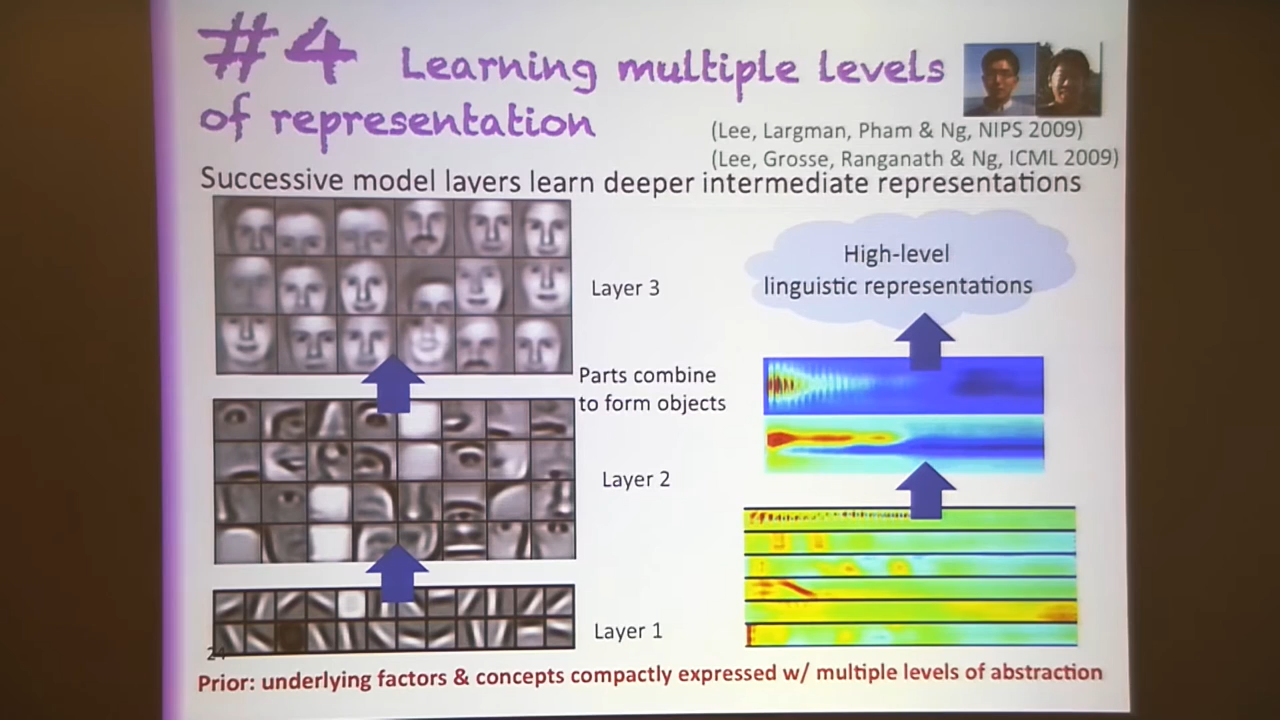 #4 Learning multiple levels
of representation
(Lee, Largman, Pham & Ng, NIPS 2009)
(Lee, Grosse, Ranganath & Ng, ICML 2009)
Successive model layers learn deeper intermediate representations
Layer 3
High-level
linguistic representations
Parts combine
to form objects
Layer 2
Layer 1
24
Prior: underlying factors & concepts compactly expressed w/ multiple levels of abstraction